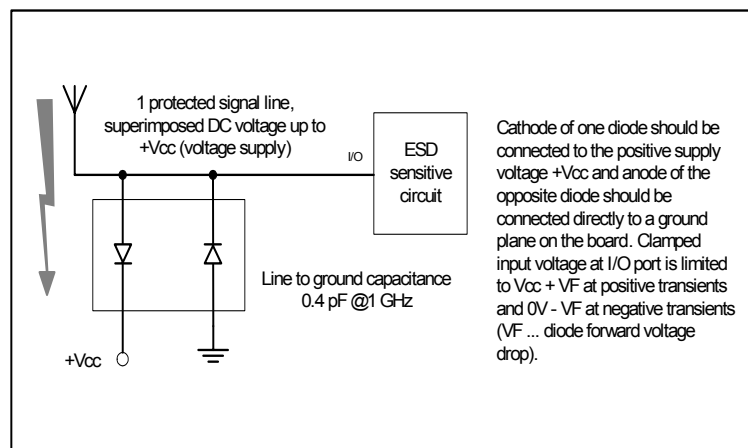 1 protected signal line,
superimposed DC voltage up to
+Vcc (voltage supply)
I/O
ESD
sensitive
circuit
Line to ground capacitance
0.4 pF @1 GHz
+Vcc
Cathode of one diode should be
connected to the positive supply
voltage +Vcc and anode of the
opposite diode should be
connected directly to a ground
plane on the board. Clamped
input voltage at I/O port is limited
to Vcc + VF at positive transients
and 0V - VF at negative transients
(VF ... diode forward voltage
drop).